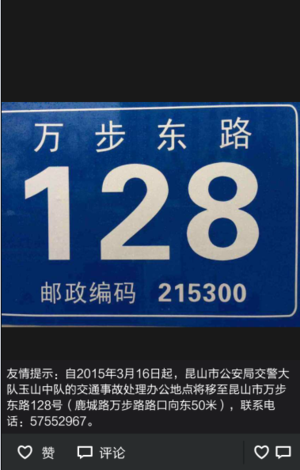 万步东路
128
邮政编码 215300
友情提示：自2015年3月16日起，昆山市公安局交警大
队玉山中队的交通事故处理办公地点将移至昆山市万步
东路128号（鹿城路万步路路口向东50米），联系电
话：57552967。
赞 评论